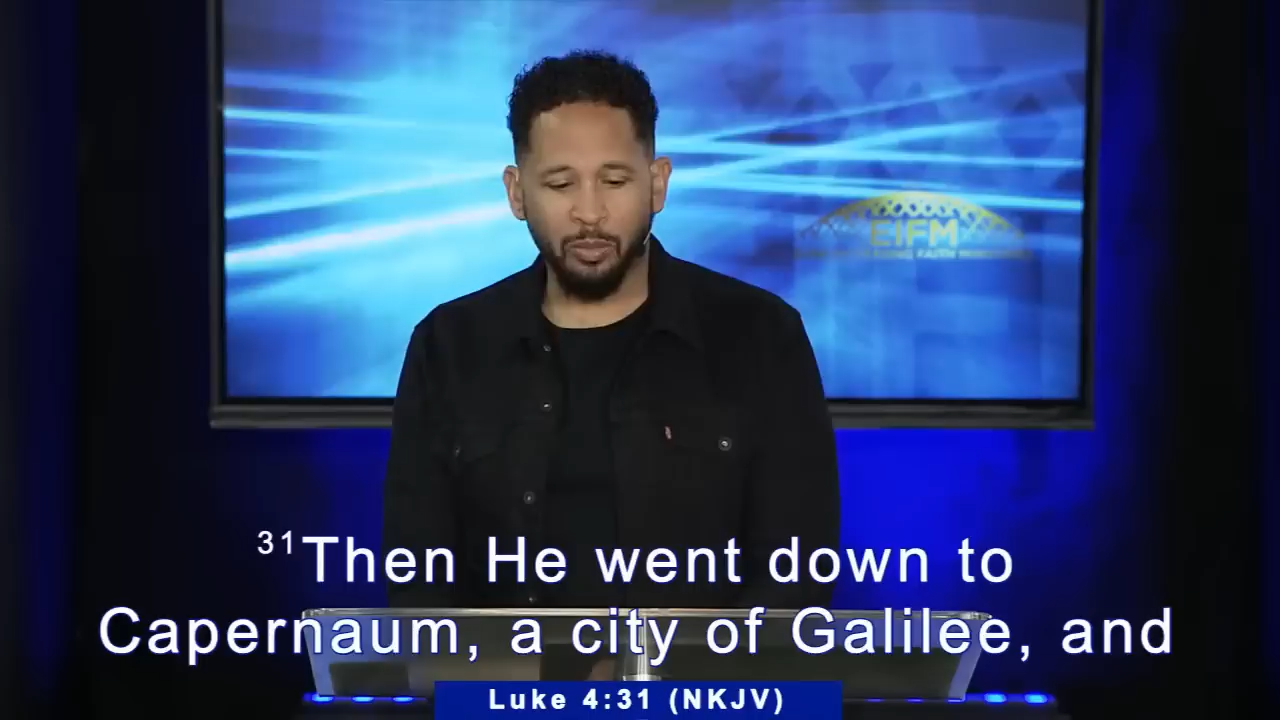 EIFM
³¹Then He went down to
Capernaum, a city of Galilee, and
Luke 4:31 (NKJV)